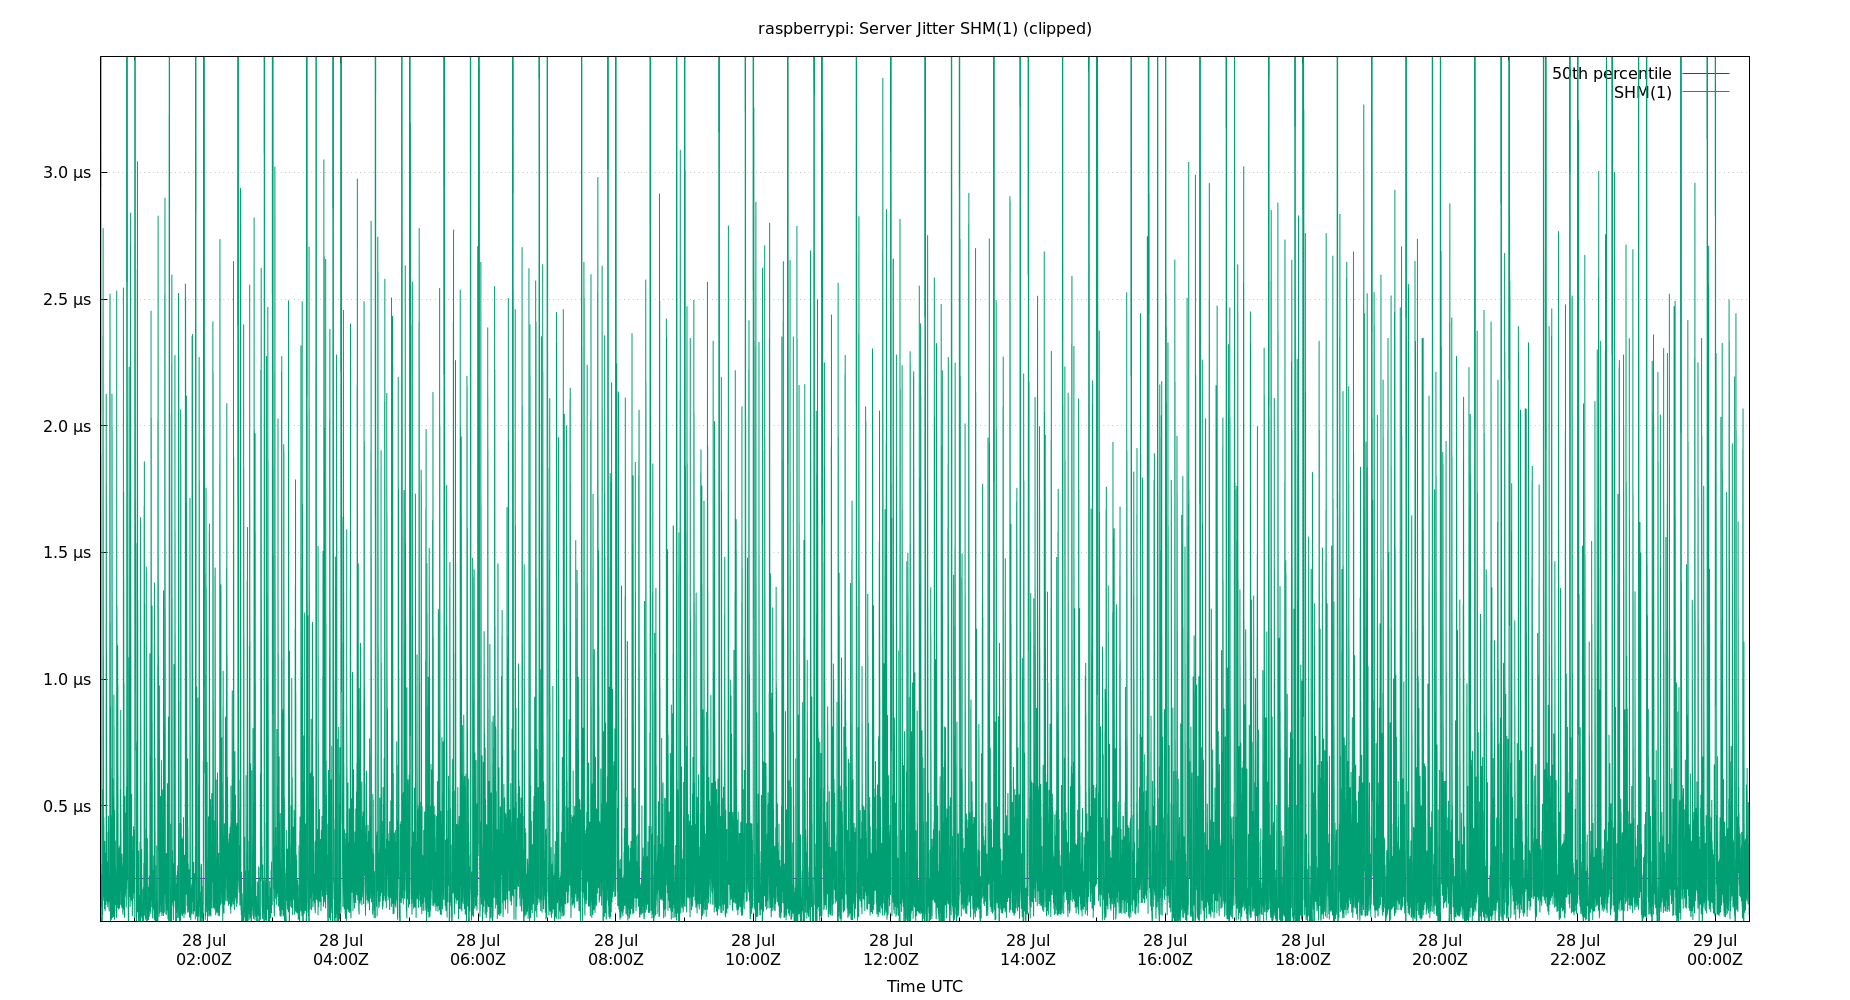 raspberrypi: Server Jitter SHM(1) (clipped)
50th percentile
SHM(1)
3.0 µs
2.5 µs
2.0 µs
1.5 µs
1.0 µs
0.5 µs
28 Jul 28 Jul 28 Jul 28 Jul 28 Jul 28 Jul 28 Jul 28 Jul 28 Jul 28 Jul 28 Jul 29 Jul
02:00Z 04:00Z 06:00Z 08:00Z 10:00Z 12:00Z 14:00Z 16:00Z 18:00Z 20:00Z 22:00Z 00:00Z
Time UTC